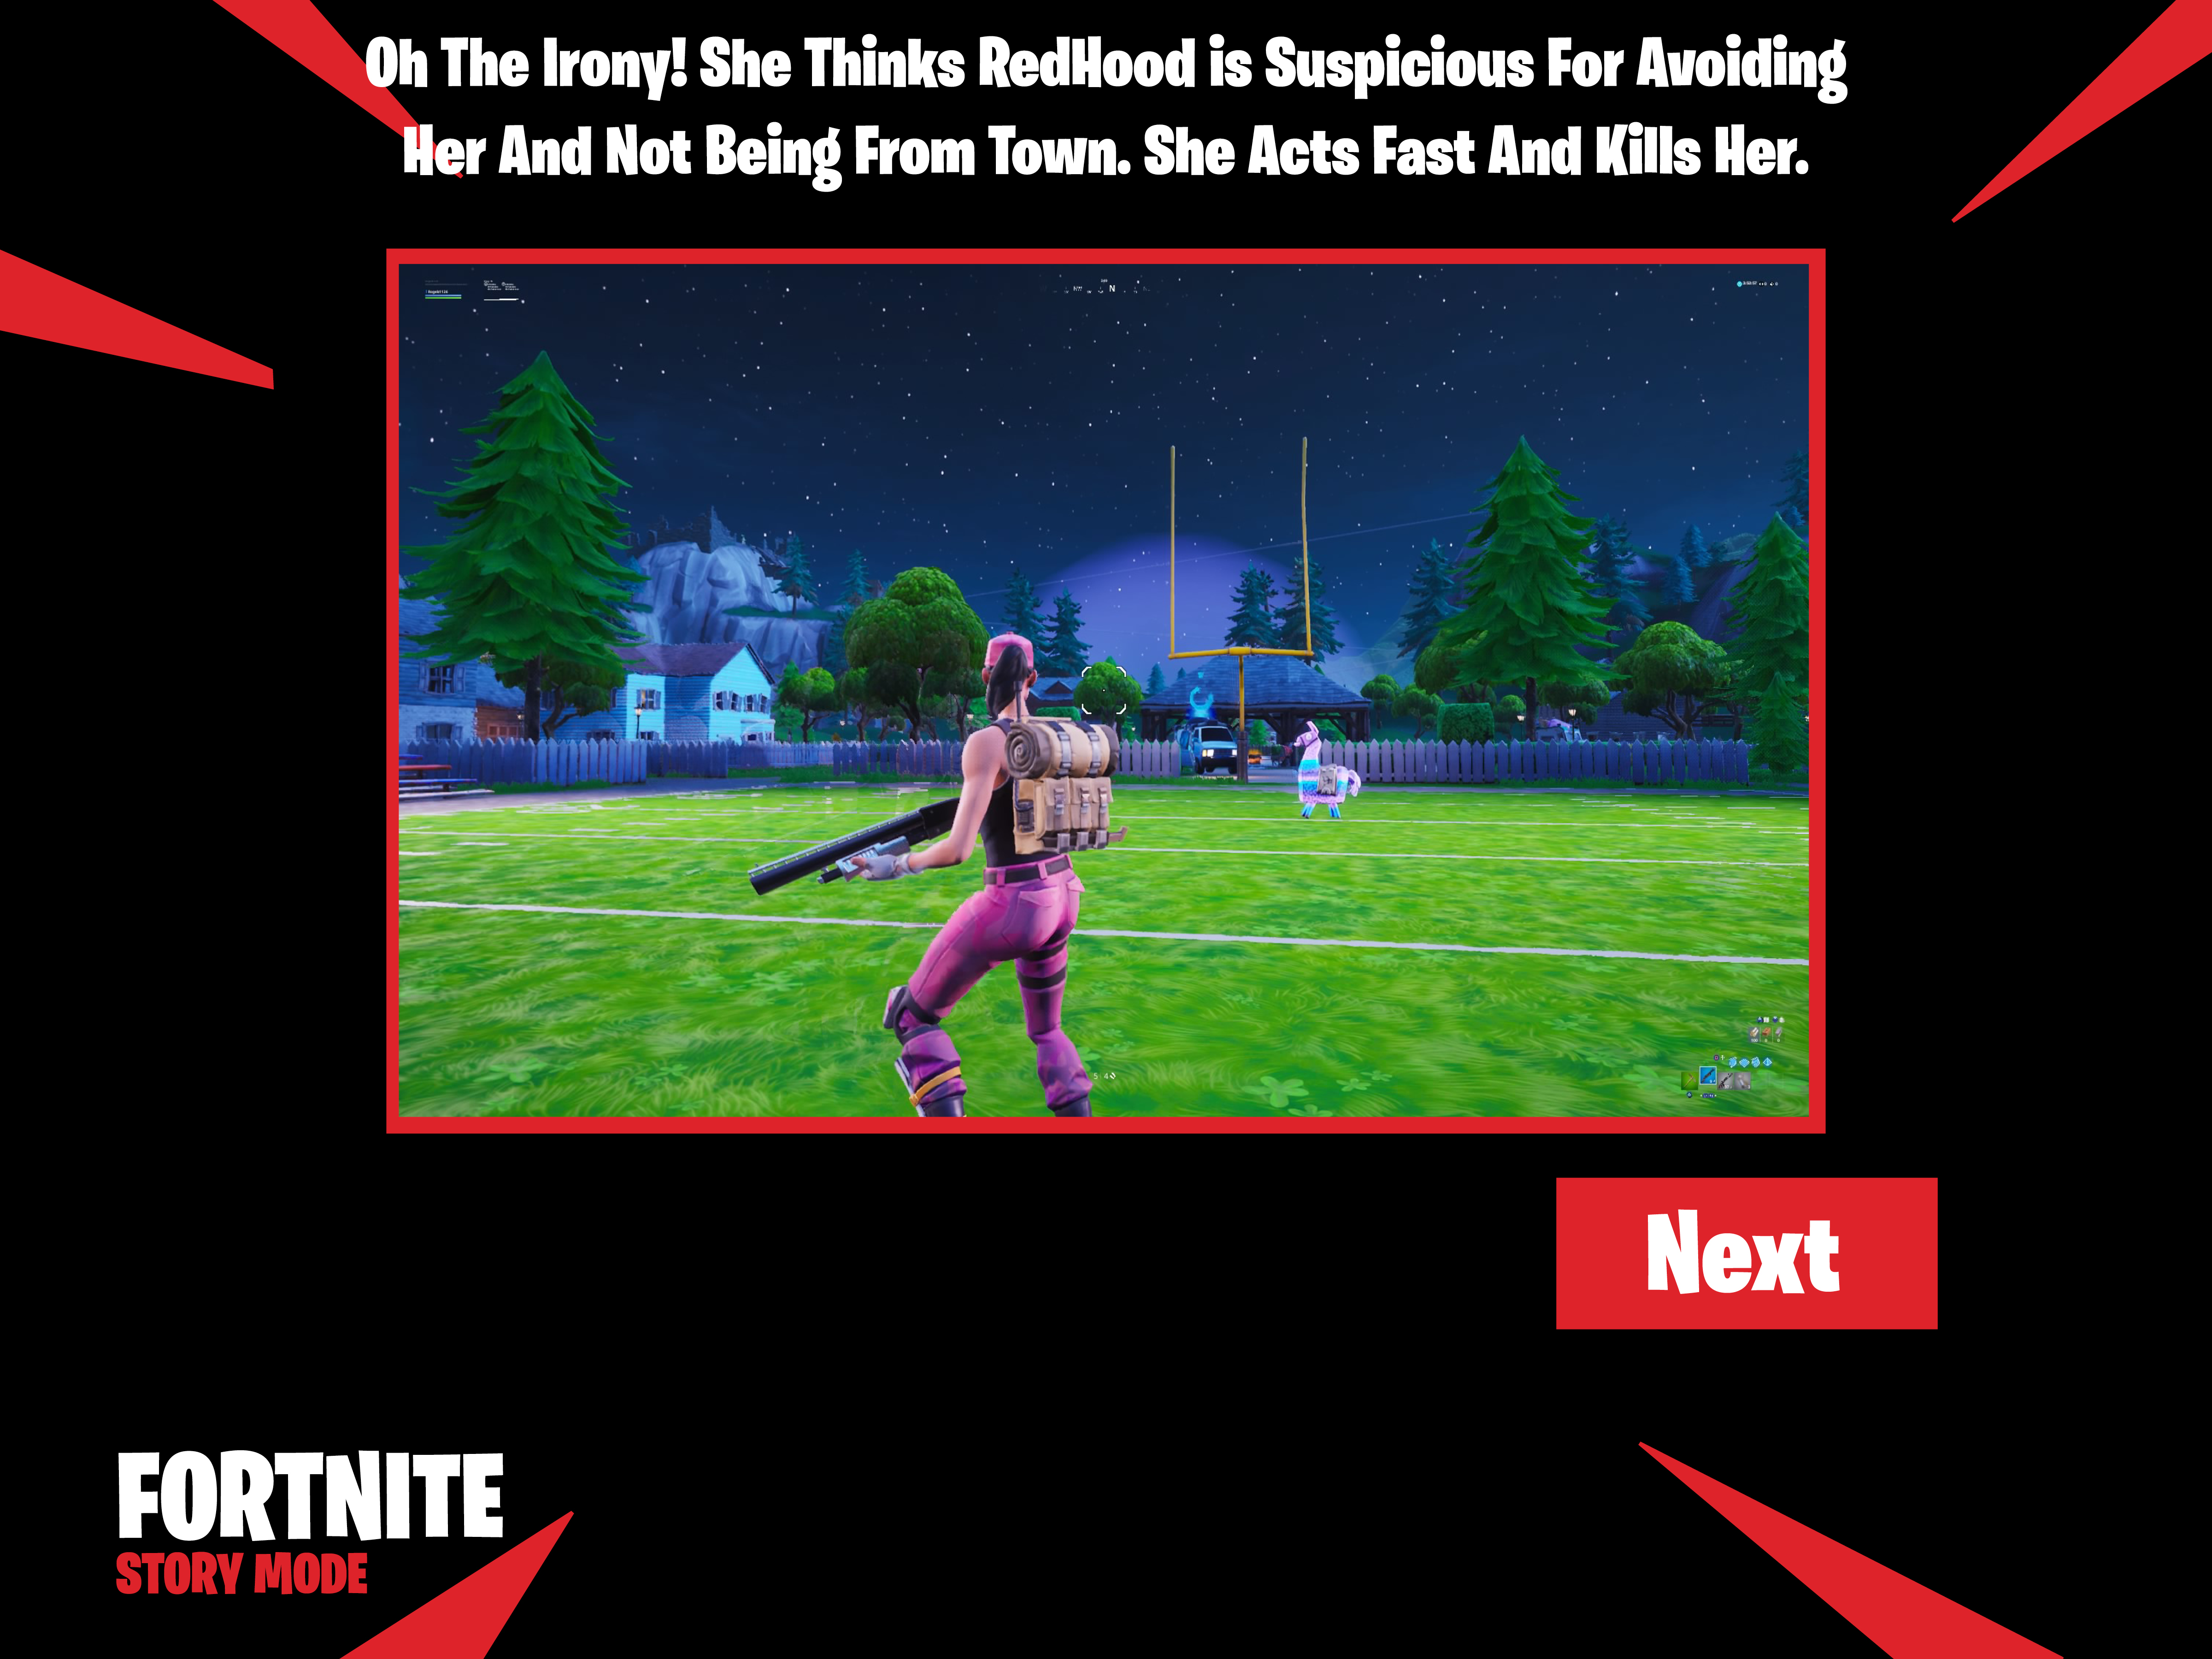 Oh The Irony! She Thinks RedHood is Suspicious For Avoiding
Her And Not Being From Town. She Acts Fast And Kills Her.
N
Next
FORTNITE
STORY MODE